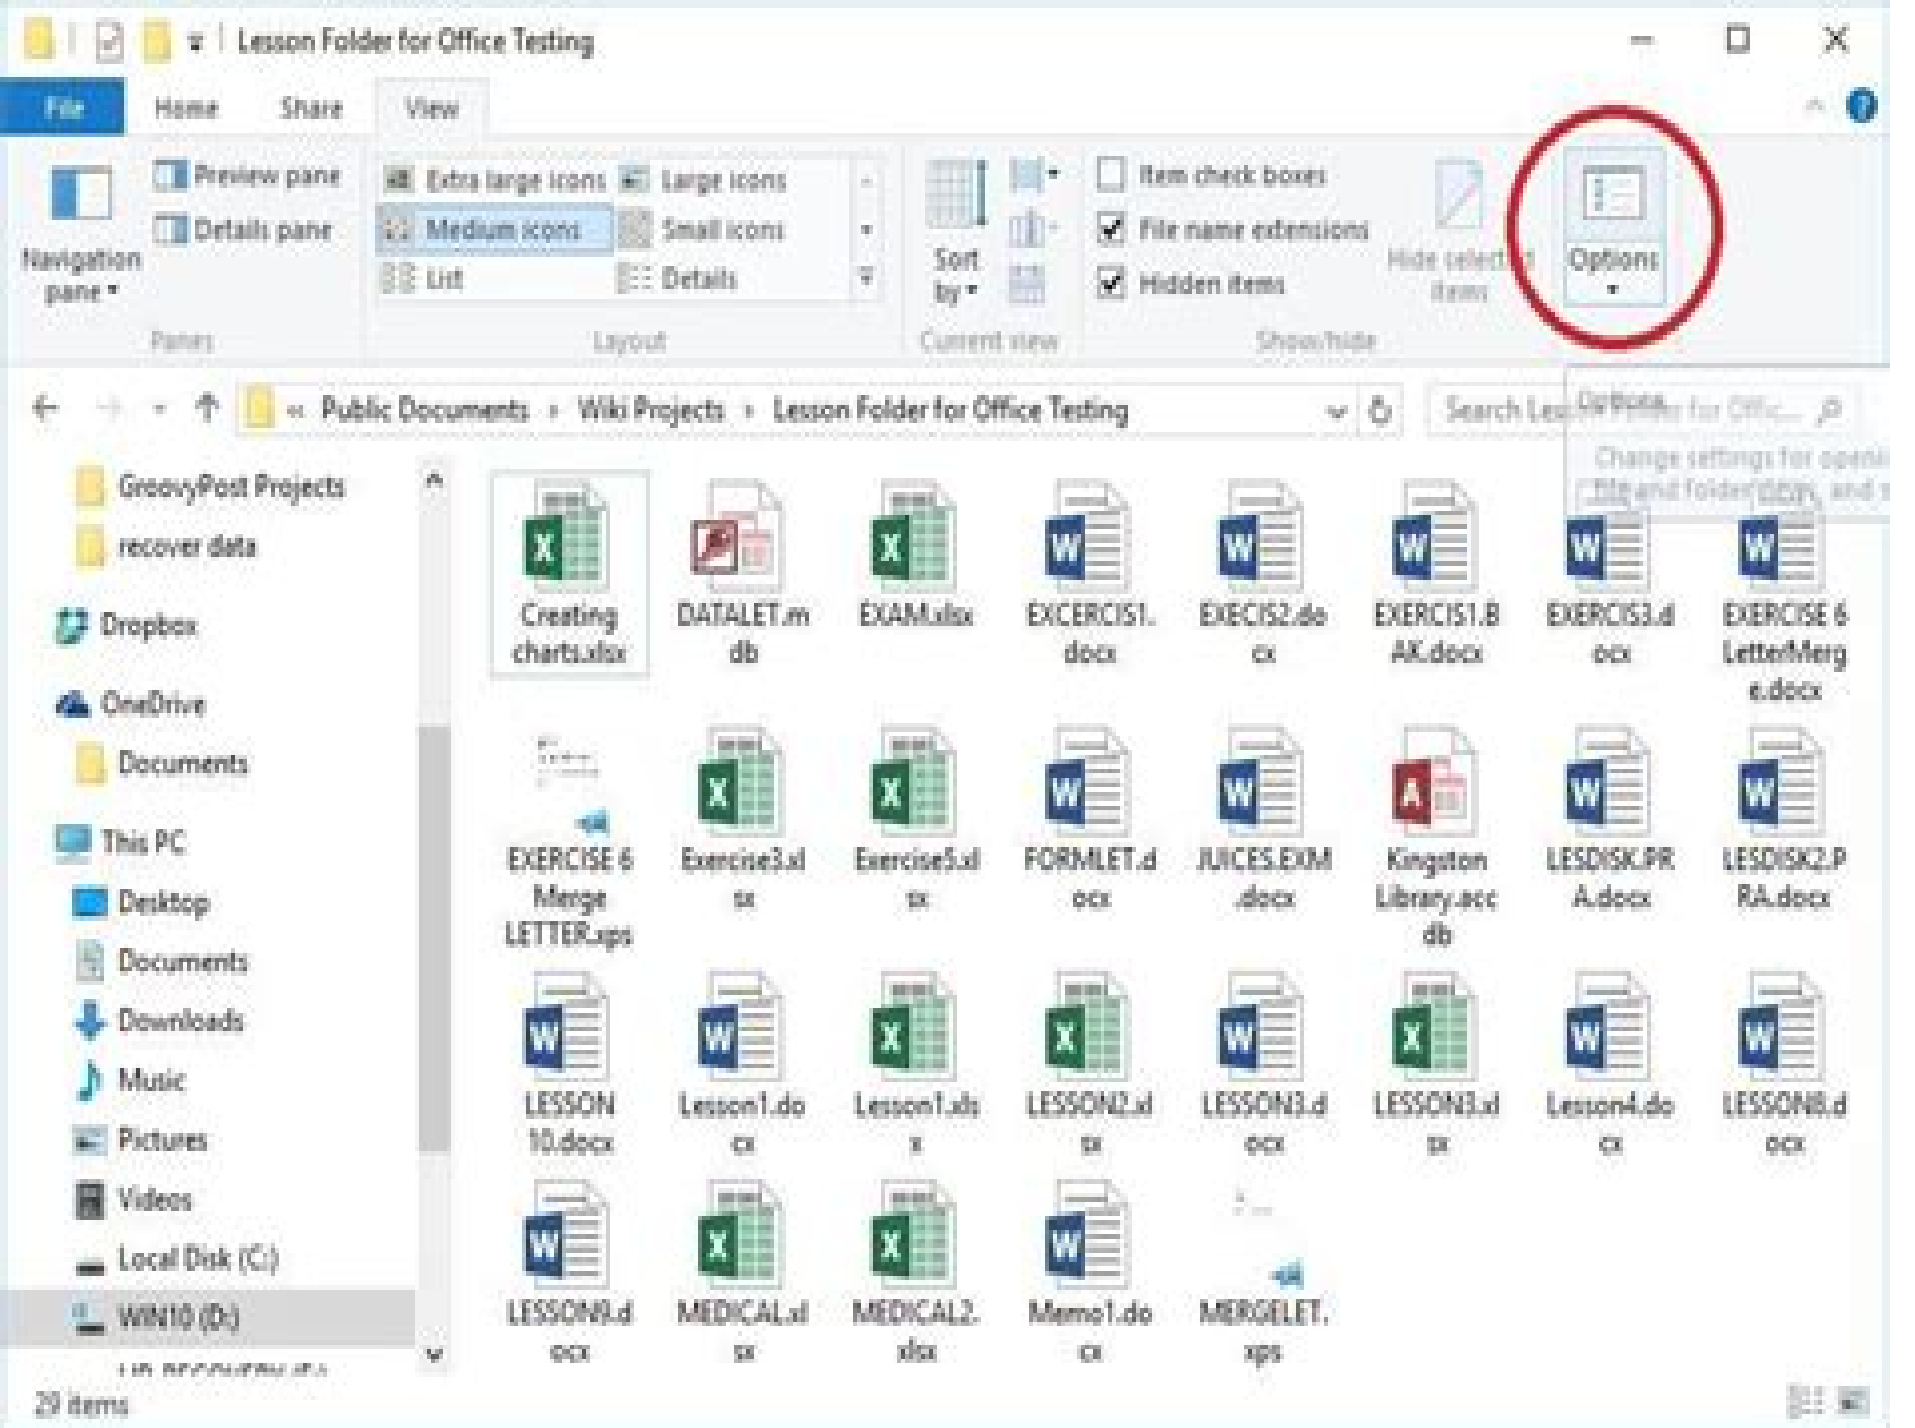 Lesson Folder for Office Testing
File Home Share View
Navigation pane
Preview pane
Details pane
Panes
Extra large icons Large icons
Medium icons Small icons
List Details
Layout
Sort by
Current view
Item check boxes
File name extensions
Hidden items
Hide selected items
Show/hide
Options
« Public Documents › Wiki Projects › Lesson Folder for Office Testing
Search
Options
Change settings for
file and folder and
GroovyPost Projects
recover data
Dropbox
OneDrive
Documents
This PC
Desktop
Documents
Downloads
Music
Pictures
Videos
Local Disk (C:)
WIN10 (D:)
Creating
charts.xlsx
DATALET.m
db
EXAM.xlsx
EXCERCIS1.
docx
EXECIS2.do
cx
EXERCIS1.B
AK.docx
EXERCIS3.d
ocx
EXERCISE 6
LetterMerg
e.docx
EXERCISE 6
Merge
LETTER.xps
Exercise3.xl
sx
Exercise5.xl
sx
FORMLET.d
ocx
JUICES.EXM
.docx
Kingston
Library.acc
db
LESDISK.PR
A.docx
LESDISK2.P
RA.docx
LESSON
10.docx
Lesson1.do
cx
Lesson1.xls
x
LESSON2.xl
sx
LESSON3.d
ocx
LESSON3.xl
sx
Lesson4.do
cx
LESSON8.d
ocx
LESSON9.d
ocx
MEDICAL.xl
sx
MEDICAL2.
xlsx
Memo1.do
cx
MERGELET.
xps
29 items